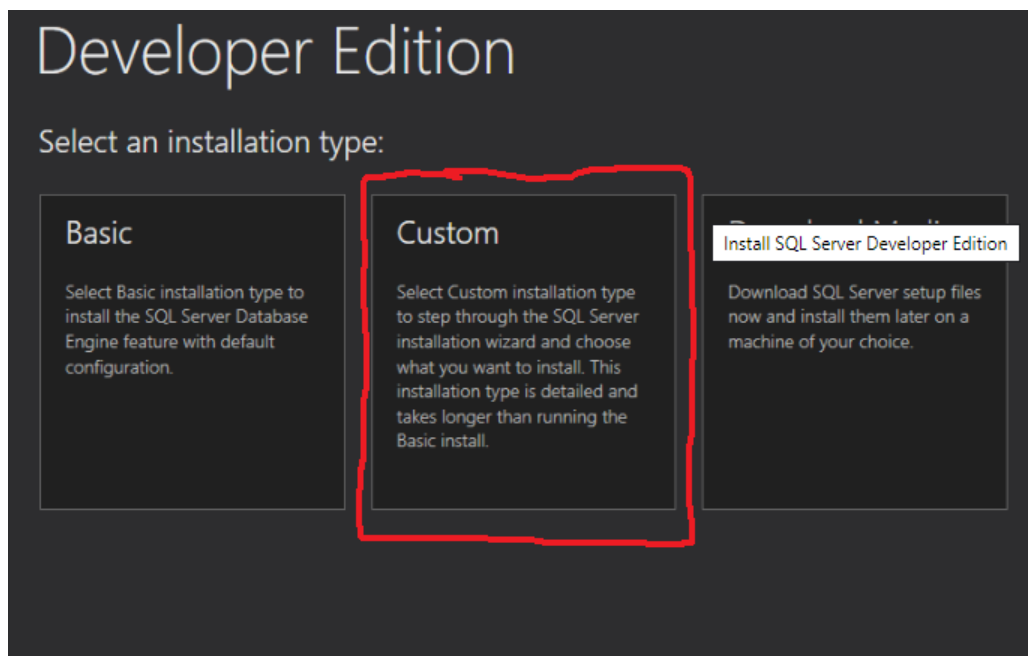 Developer Edition
Select an installation type:
Basic
Select Basic installation type to
install the SQL Server Database
Engine feature with default
configuration.
Custom
Select Custom installation type
to step through the SQL Server
installation wizard and choose
what you want to install. This
installation type is detailed and
takes longer than running the
Basic install.
Install SQL Server Developer Edition
Download SQL Server setup files
now and install them later on a
machine of your choice.